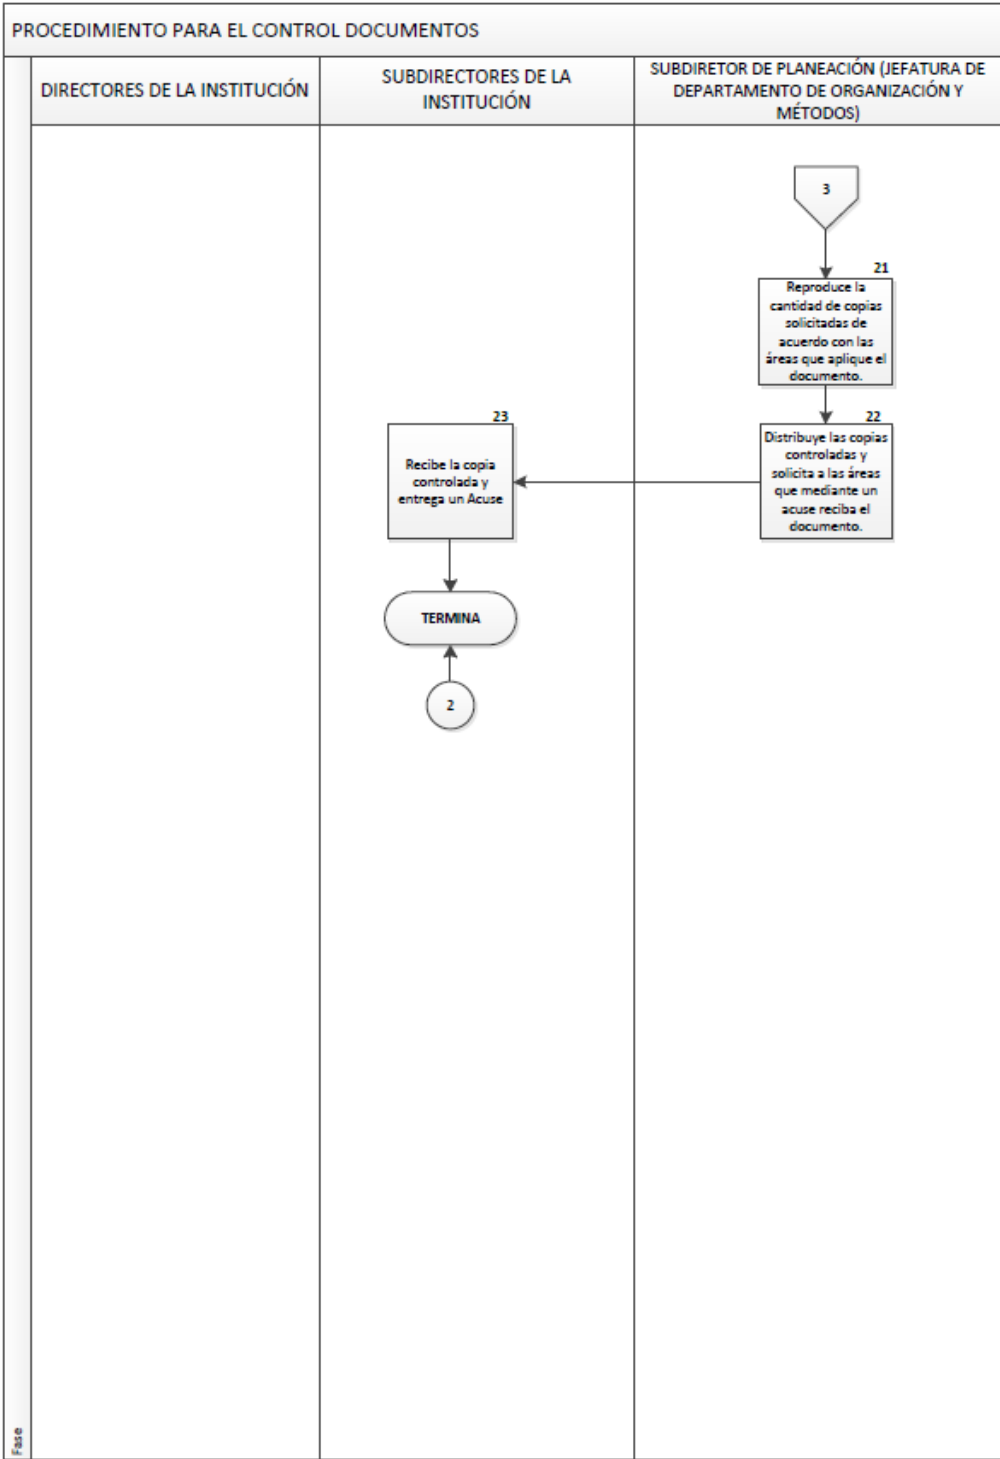 PROCEDIMIENTO PARA EL CONTROL DOCUMENTOS
DIRECTORES DE LA INSTITUCIÓN
SUBDIRECTORES DE LA
INSTITUCIÓN
SUBDIRETOR DE PLANEACIÓN (JEFATURA DE
DEPARTAMENTO DE ORGANIZACIÓN Y
MÉTODOS)
3
21
Reproduce la
cantidad de copias
solicitadas de
acuerdo con las
áreas que aplique el
documento.
22
Distribuye las copias
controladas y
solicita a las áreas
que mediante un
acuse reciba el
documento.
23
Recibe la copia
controlada y
entrega un Acuse
TERMINA
2
Fase